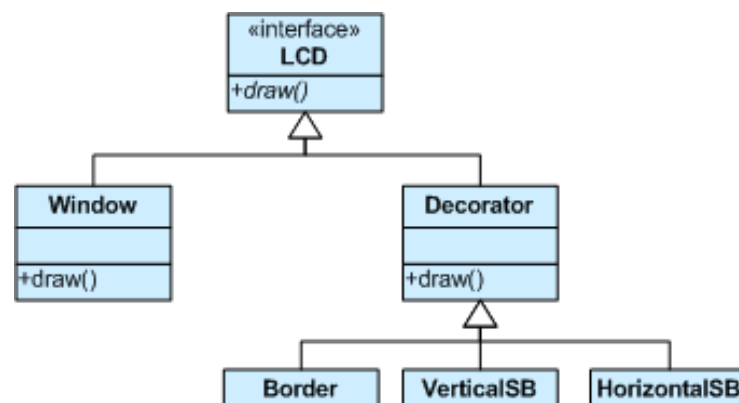 «interface»
LCD
+draw()
Window
Decorator
+draw()
+draw()
Border
VerticalSB
HorizontalSB